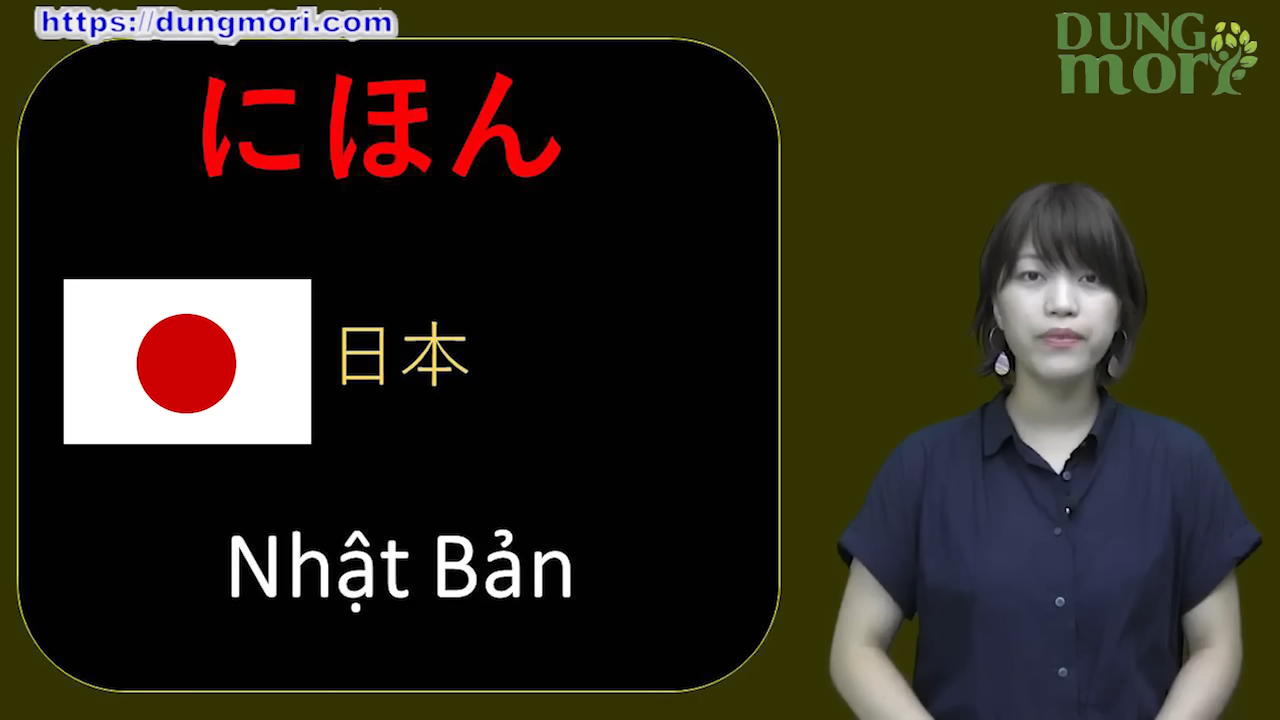 https://dungmori.com
DUNG
mori
にほん
日本
Nhật Bản